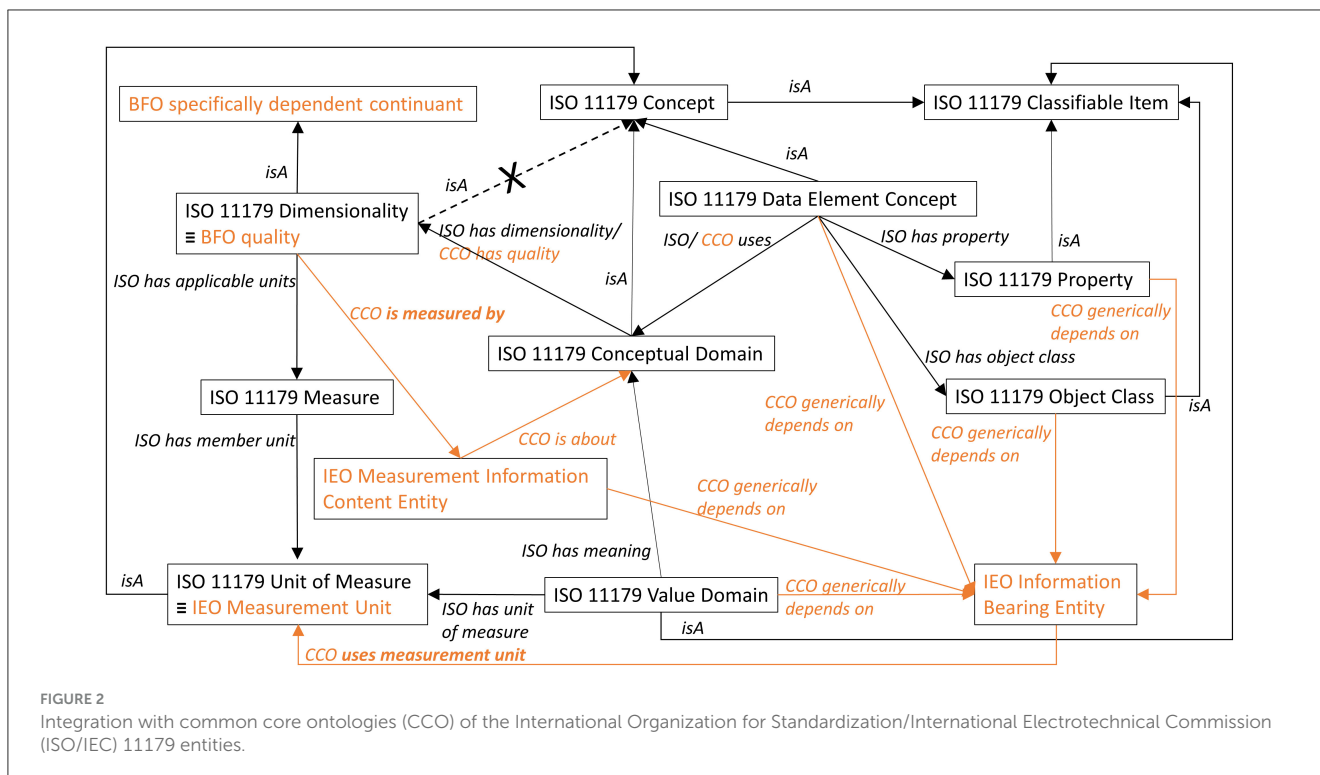 isA
BFO specifically dependent continuant
ISO 11179 Concept
ISO 11179 Classifiable Item
isA
isA
isA
isA
ISO 11179 Dimensionality
≡ BFO quality
ISO 11179 Data Element Concept
ISO has dimensionality/
CCO has quality
ISO/ CCO uses
ISO has property
isA
isA
ISO has applicable units
ISO 11179 Property
CCO is measured by
CCO generically
depends on
ISO 11179 Conceptual Domain
ISO has object class
ISO 11179 Measure
ISO 11179 Object Class
isA
CCO generically
depends on
ISO has member unit
CCO is about
CCO generically
depends on
IEO Measurement Information
Content Entity
CCO generically
depends on
ISO has meaning
isA
ISO 11179 Unit of Measure
≡ IEO Measurement Unit
ISO has unit
of measure
ISO 11179 Value Domain
CCO generically
depends on
IEO Information
Bearing Entity
isA
CCO uses measurement unit
FIGURE 2
Integration with common core ontologies (CCO) of the International Organization for Standardization/International Electrotechnical Commission
(ISO/IEC) 11179 entities.